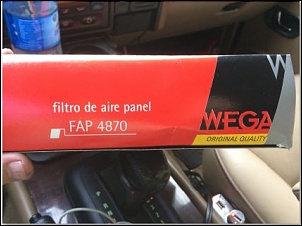 filtro de aire panel
FAP 4870
WEGA
ORIGINAL QUALITY
W